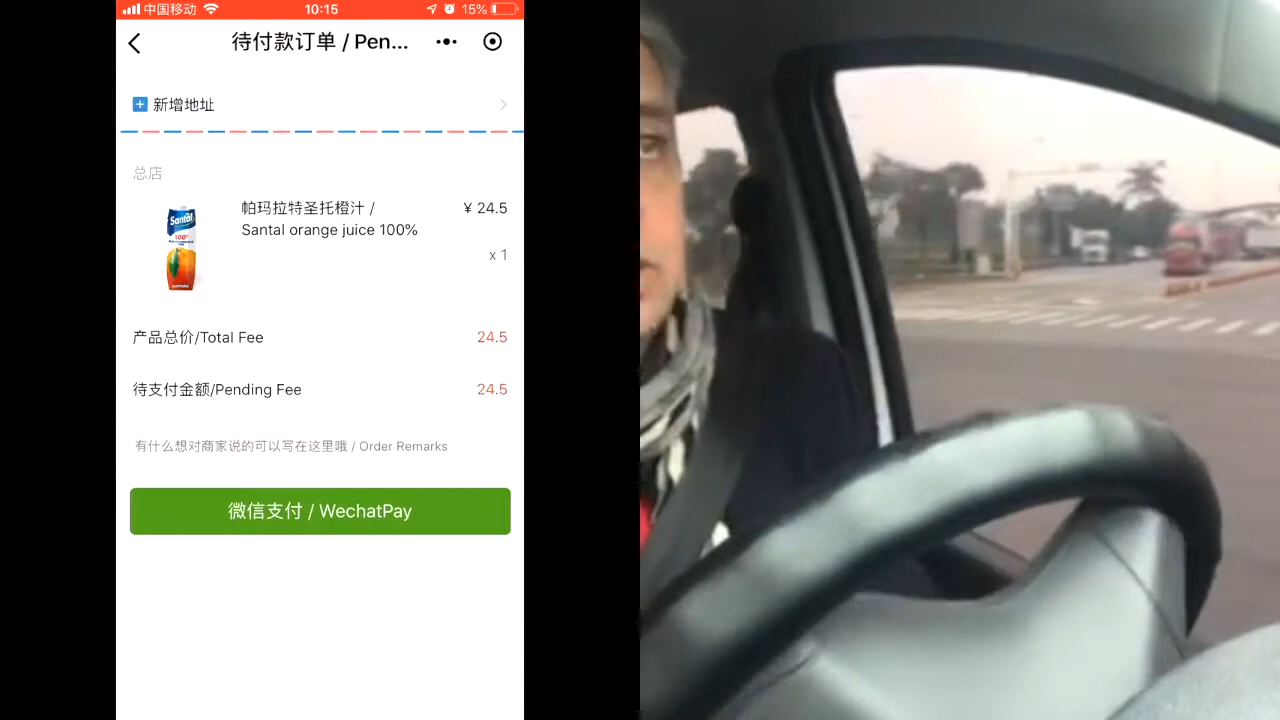 中国移动
10:15
15%
待付款订单 / Pen...
新增地址
总店
帕玛拉特圣托橙汁 /
Santal orange juice 100%
¥ 24.5
x 1
Santàl
100%
产品总价/Total Fee
24.5
待支付金额/Pending Fee
24.5
有什么想对商家说的可以写在这里哦 / Order Remarks
微信支付 / WechatPay